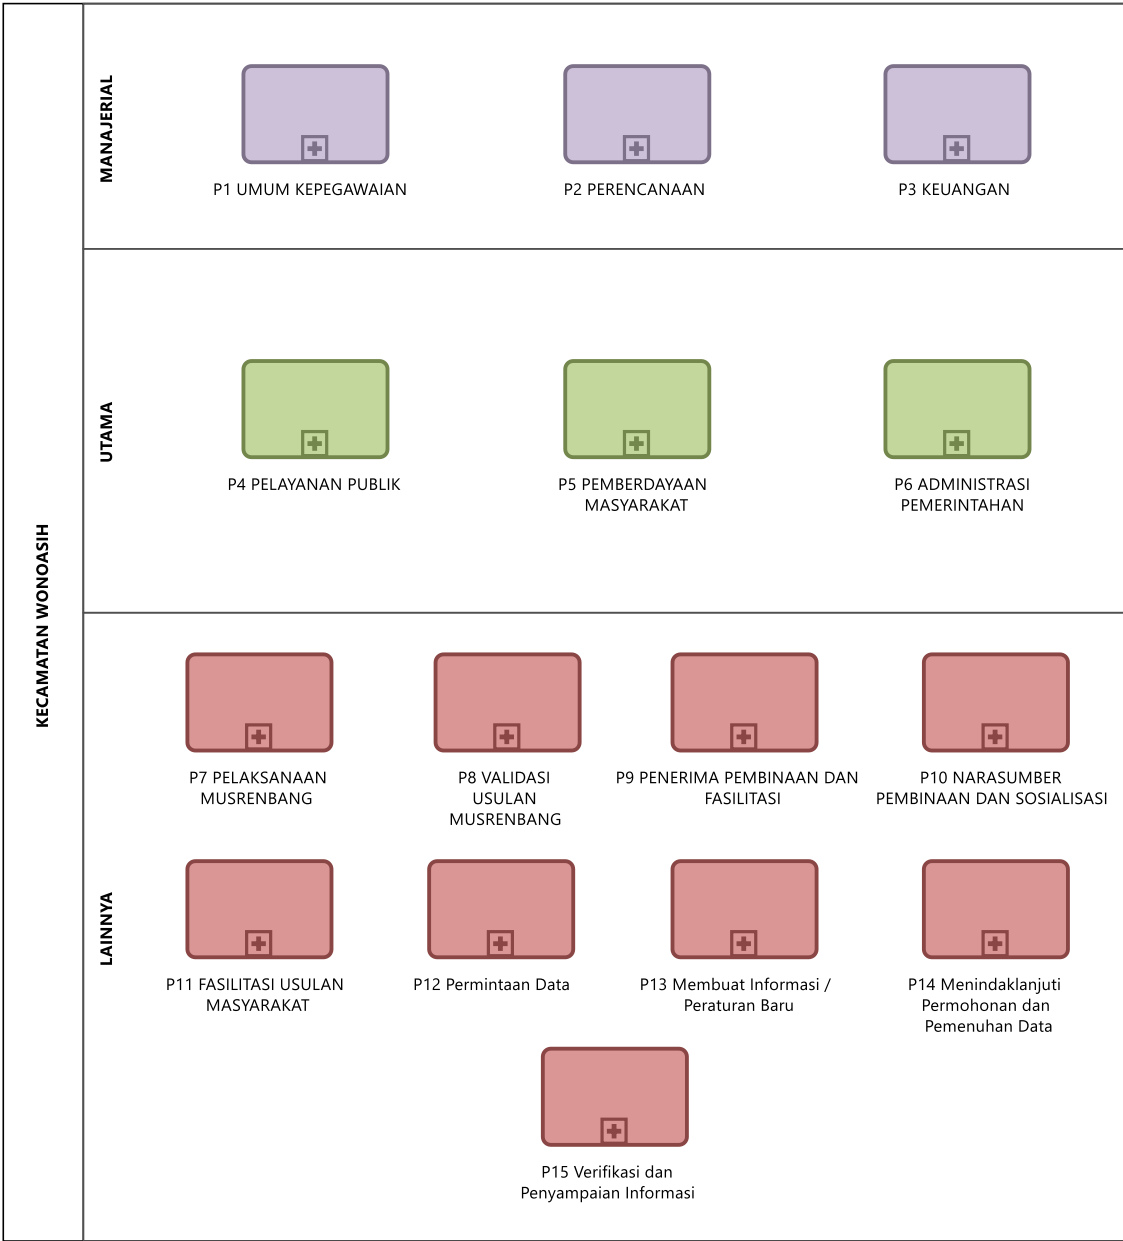 KECAMATAN WONOASIH
MANAJERIAL
P1 UMUM KEPEGAWAIAN
P2 PERENCANAAN
P3 KEUANGAN
UTAMA
P4 PELAYANAN PUBLIK
P5 PEMBERDAYAAN
MASYARAKAT
P6 ADMINISTRASI
PEMERINTAHAN
LAINNYA
P7 PELAKSANAAN
MUSRENBANG
P8 VALIDASI
USULAN
MUSRENBANG
P9 PENERIMA PEMBINAAN DAN
FASILITASI
P10 NARASUMBER
PEMBINAAN DAN SOSIALISASI
P11 FASILITASI USULAN
MASYARAKAT
P12 Permintaan Data
P13 Membuat Informasi /
Peraturan Baru
P14 Menindaklanjuti
Permohonan dan
Pemenuhan Data
P15 Verifikasi dan
Penyampaian Informasi